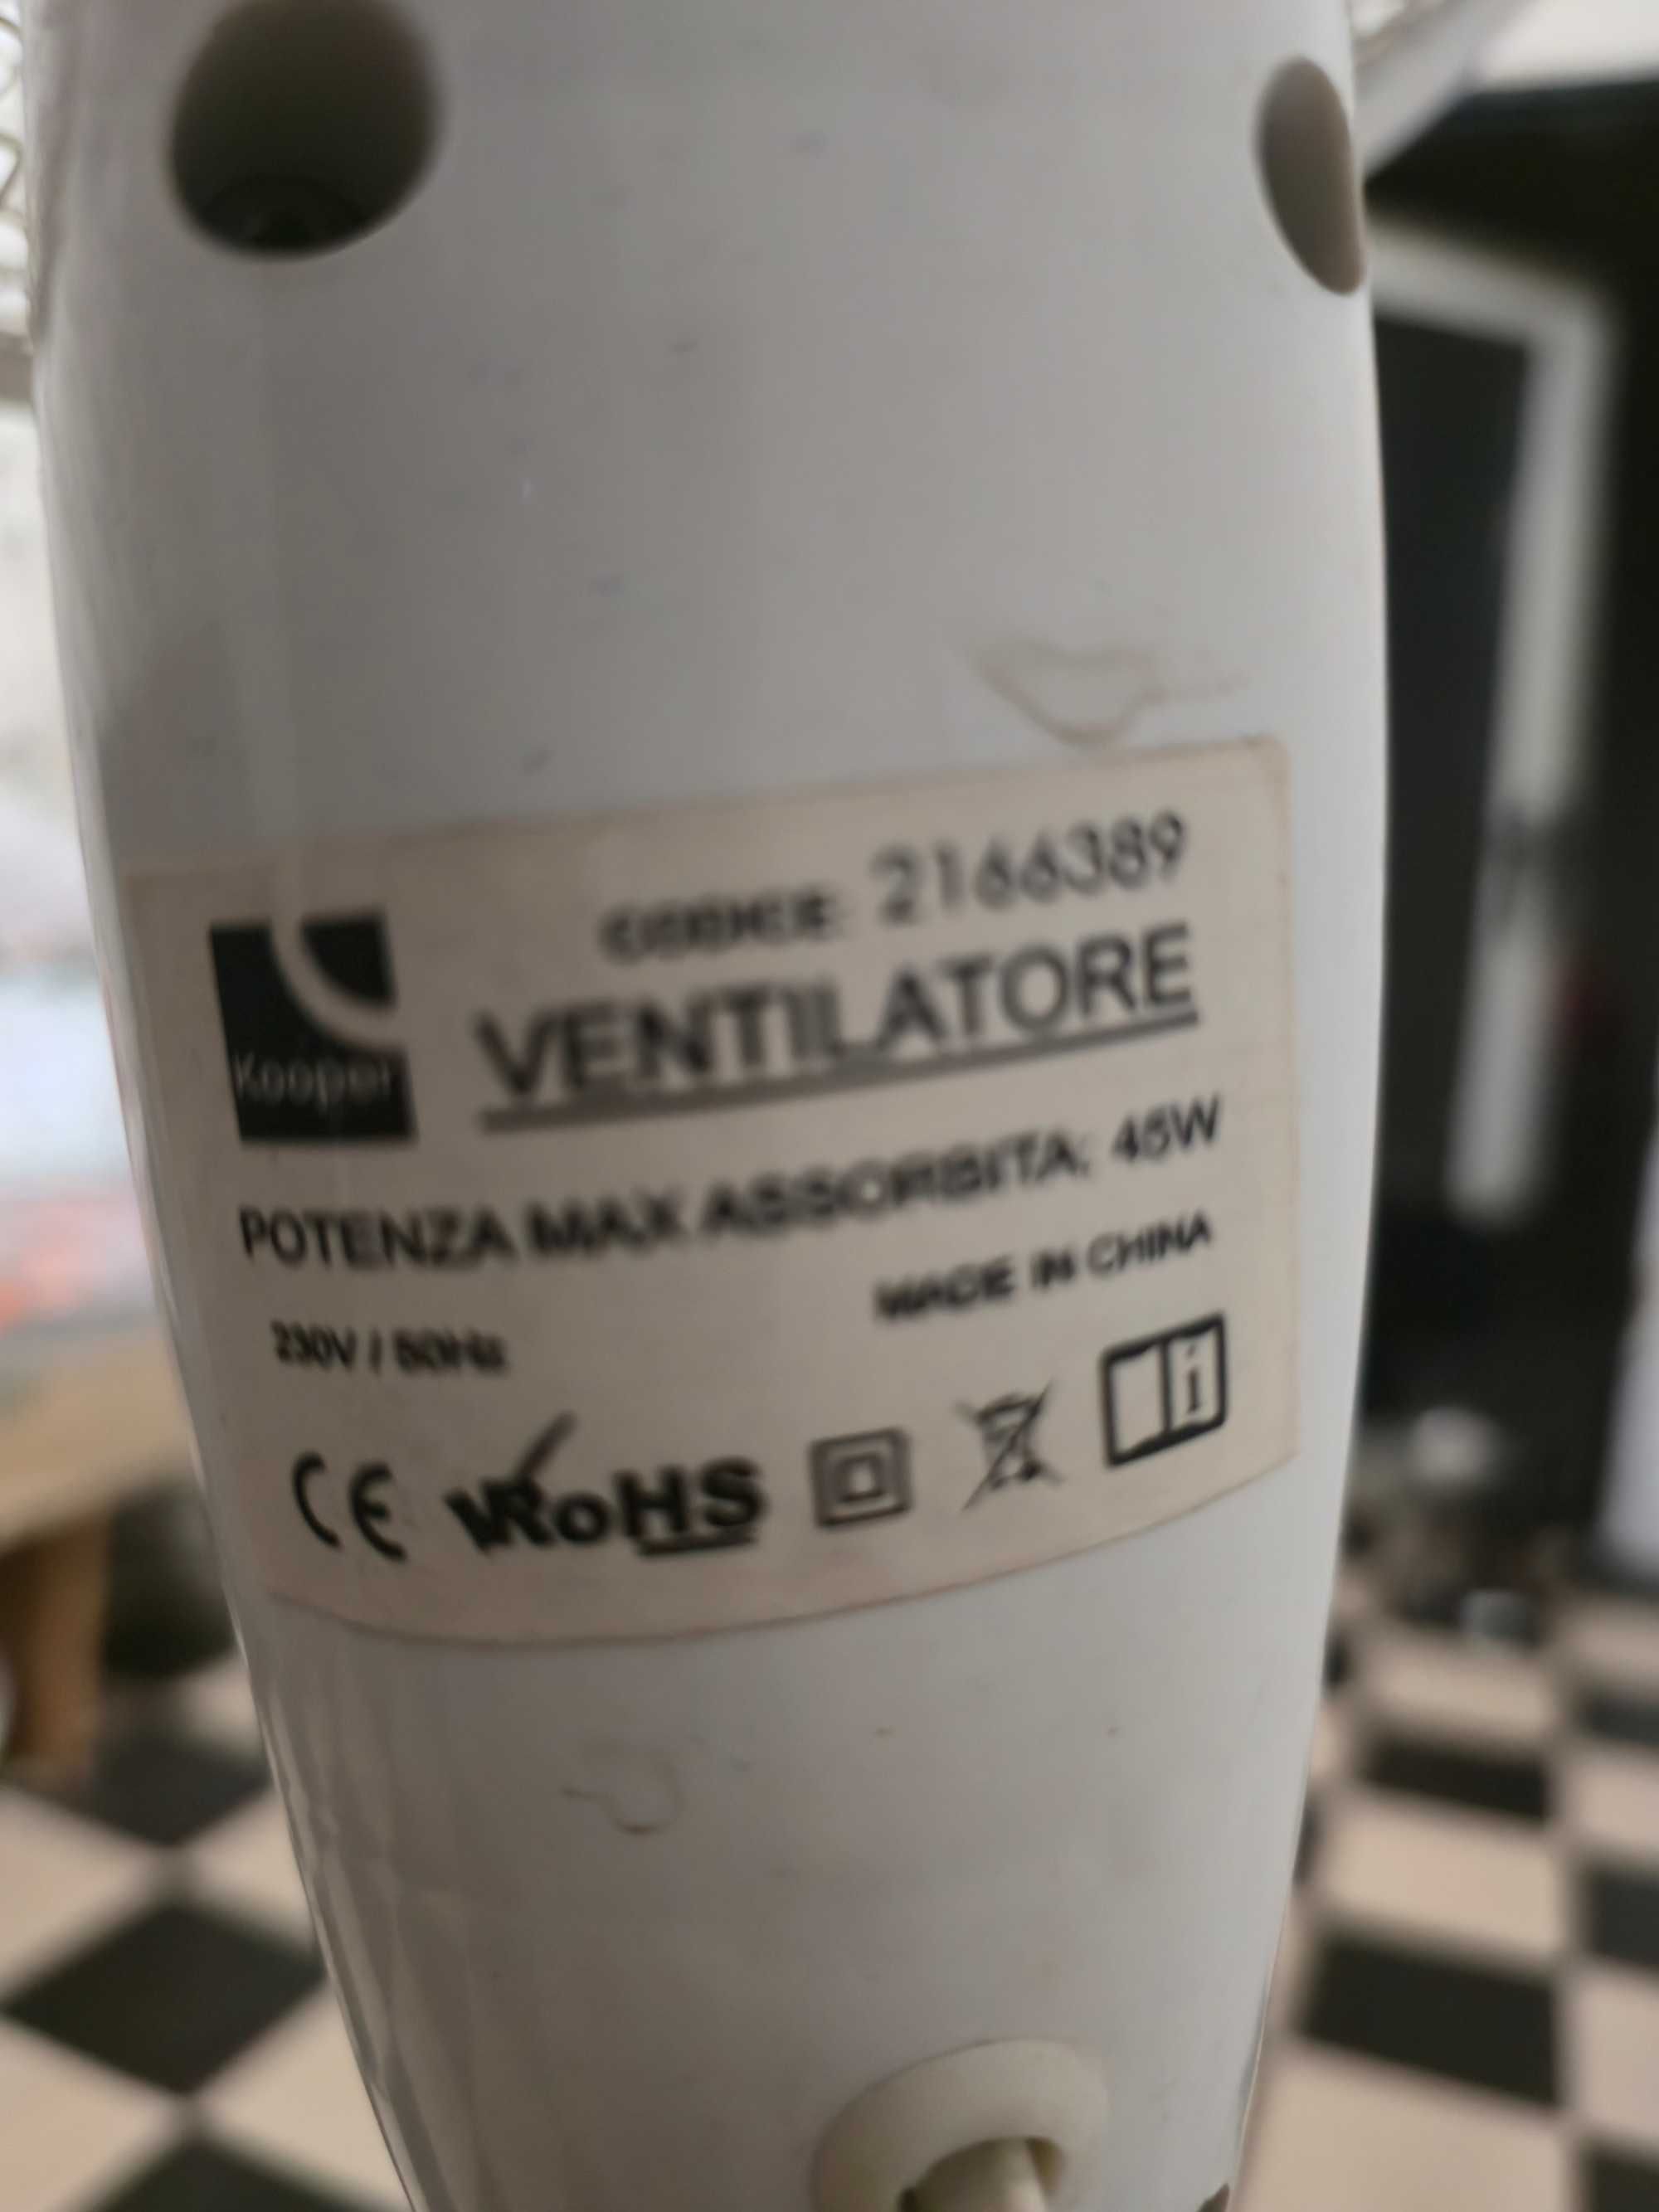 CODICE: 2166389
Kooper
VENTILATORE
POTENZA MAX ASSORBITA: 45W
MADE IN CHINA
230V / 50Hz
CE RoHS
i